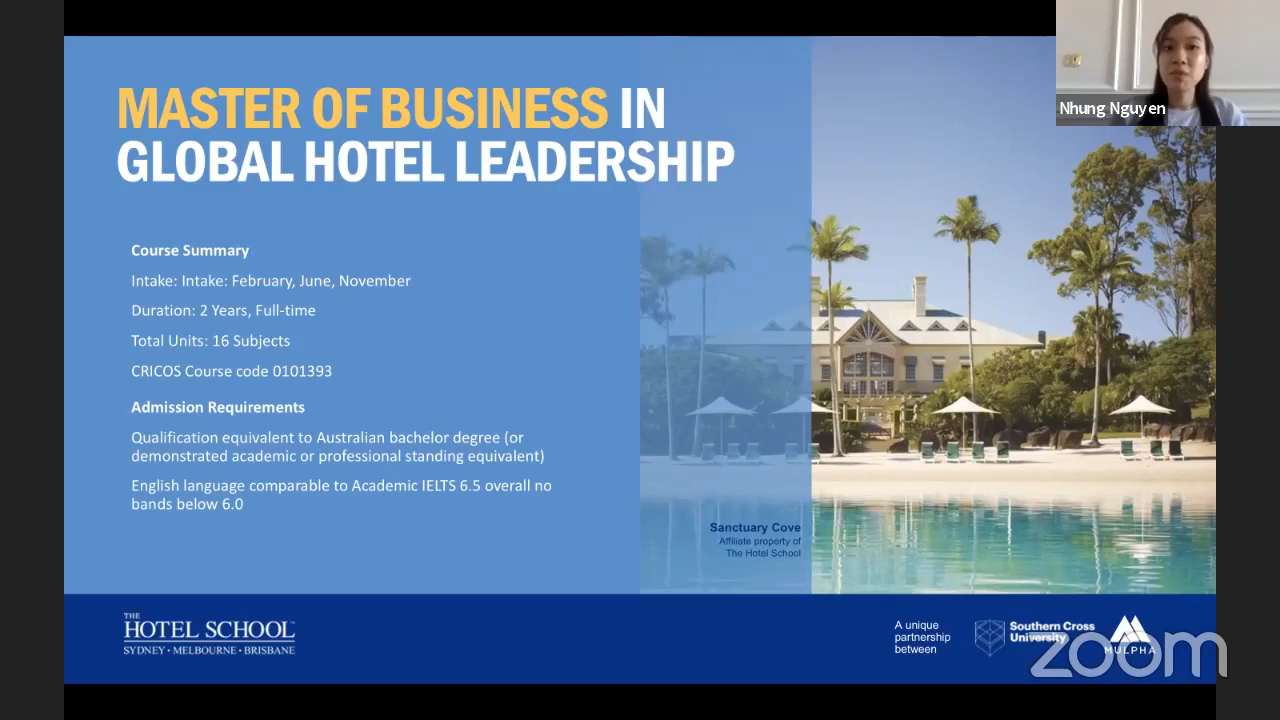 Nhung Nguyen
MASTER OF BUSINESS IN
GLOBAL HOTEL LEADERSHIP
Course Summary
Intake: Intake: February, June, November
Duration: 2 Years, Full-time
Total Units: 16 Subjects
CRICOS Course code 0101393
Admission Requirements
Qualification equivalent to Australian bachelor degree (or
demonstrated academic or professional standing equivalent)
English language comparable to Academic IELTS 6.5 overall no
bands below 6.0
Sanctuary Cove
Affiliate property of
The Hotel School
THE
HOTEL SCHOOL
SYDNEY • MELBOURNE • BRISBANE
A unique
partnership
between
Southern Cross
University
MULPHA
zoom